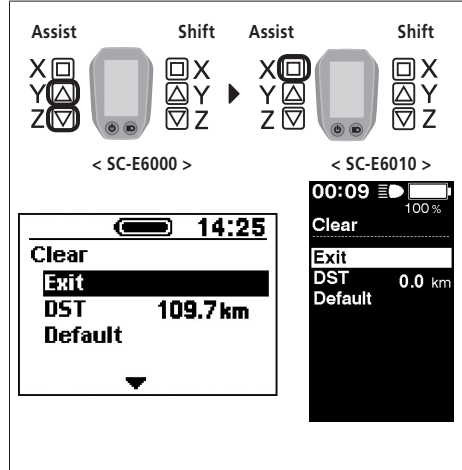 Assist Shift Assist Shift
X X X X
Y Y Y Y
Z Z Z Z
< SC-E6000 > < SC-E6010 >
14:25
Clear
Exit
DST 109.7 km
Default
00:09
100 %
Clear
Exit
DST 0.0 km
Default